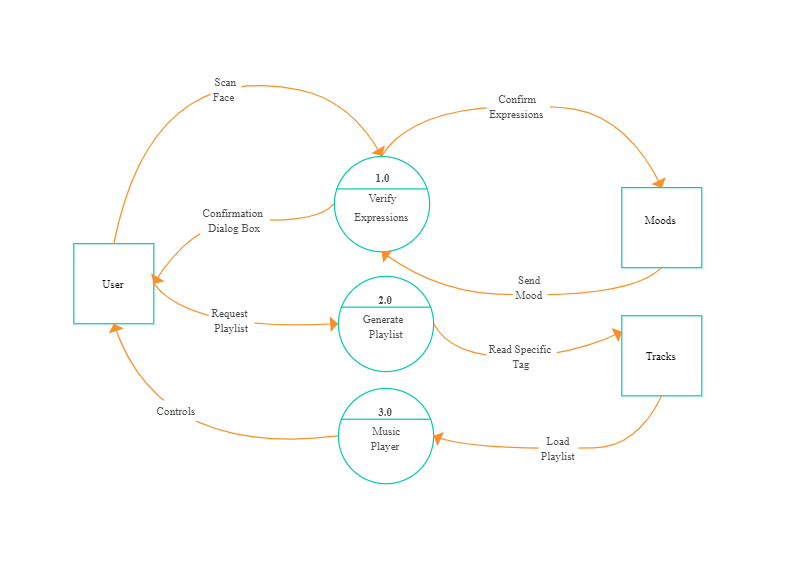 Scan
Face
Confirm
Expressions
1.0
Verify
Expressions
Confirmation
Dialog Box
Moods
User
Send
Mood
2.0
Generate
Playlist
Request
Playlist
Read Specific
Tag
Tracks
3.0
Music
Player
Controls
Load
Playlist